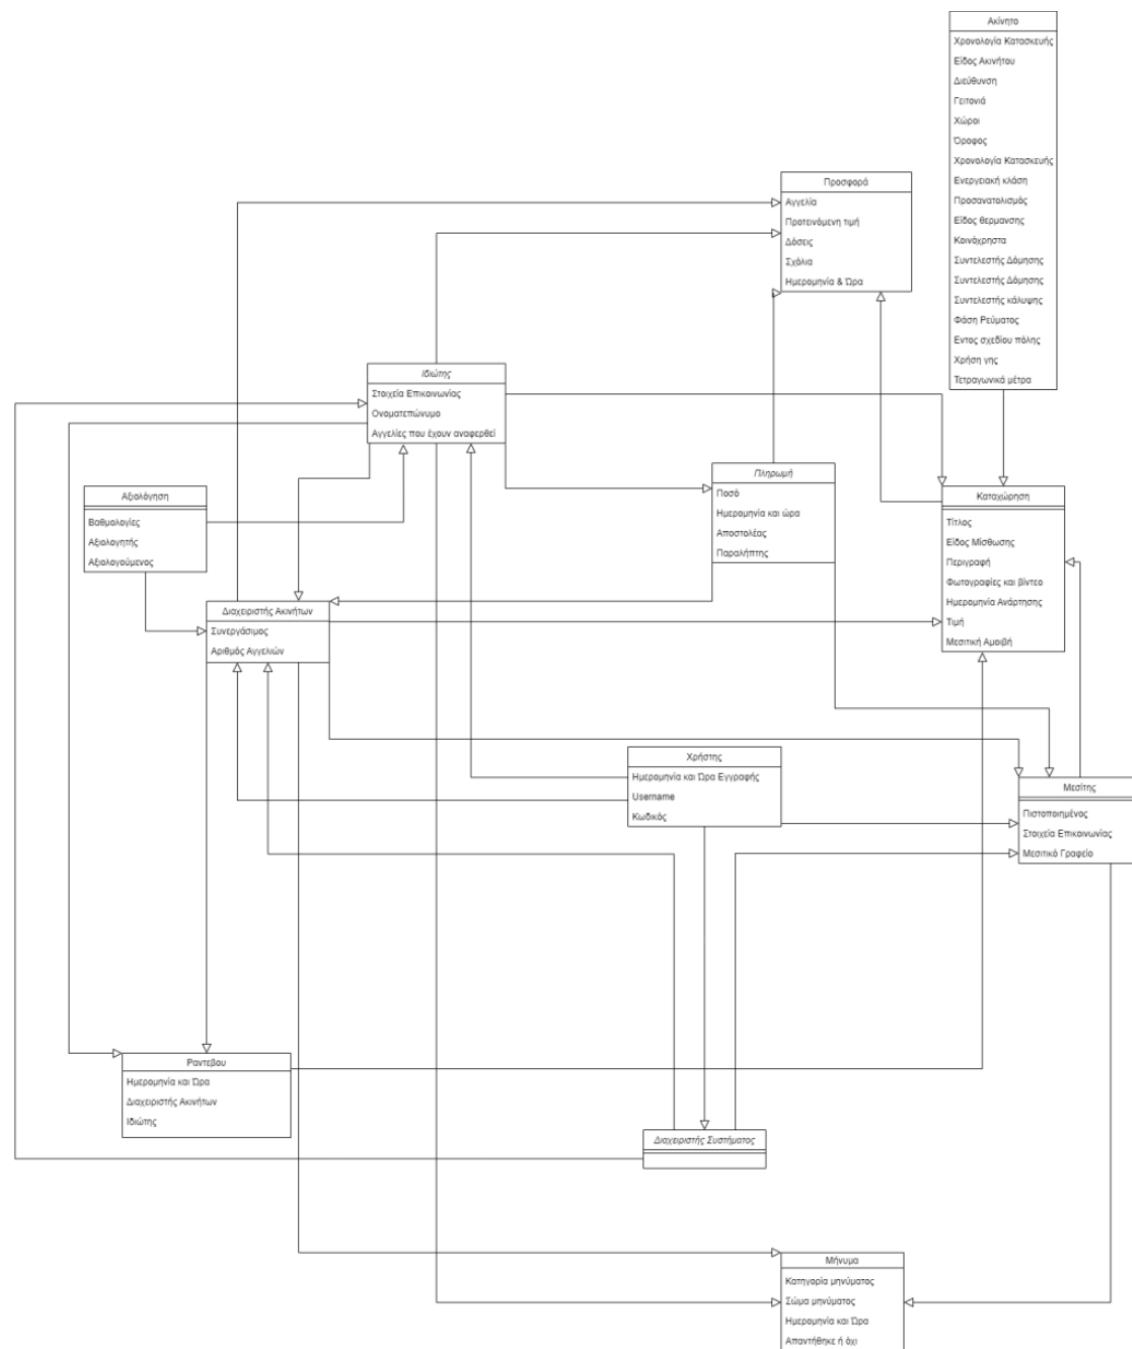 Ακίνητο
Χρονολογία Κατασκευής
Είδος Ακινήτου
Διεύθυνση
Γειτονιά
Χώροι
Όροφος
Χρονολογία Κατασκευής
Ενεργειακή κλάση
Προσανατολισμός
Είδος θερμανσης
Κοινόχρηστα
Συντελεστής Δόμησης
Συντελεστής Δόμησης
Συντελεστής κάλυψης
Φάση Ρεύματος
Εντος σχεδίου πόλης
Χρήση γης
Τετραγωνικά μέτρα
Προσφορά
Αγγελία
Προτεινόμενη τιμή
Δόσεις
Σχόλια
Ημερομηνία & Ώρα
Ιδιώτης
Στοιχεία Επικοινωνίας
Ονοματεπώνυμο
Αγγελίες που έχουν αναφερθεί
Πληρωμή
Ποσό
Ημερομηνία και ώρα
Αποστολέας
Παραλήπτης
Αξιολόγηση
Βαθμολογίες
Αξιολογητής
Αξιολογούμενος
Καταχώρηση
Τίτλος
Είδος Μίσθωσης
Περιγραφή
Φωτογραφίες και βίντεο
Ημερομηνία Ανάρτησης
Τιμή
Μεσιτική Αμοιβή
Διαχειριστής Ακινήτων
Συνεργάσιμος
Αριθμός Αγγελιών
Χρήστης
Ημερομηνία και Ώρα Εγγραφής
Username
Κωδικός
Μεσίτης
Πιστοποιημένος
Στοιχεία Επικοινωνίας
Μεσιτικό Γραφείο
Ραντεβου
Ημερομηνία και Ώρα
Διαχειριστής Ακινήτων
Ιδιώτης
Διαχειριστής Συστήματος
Μήνυμα
Κατηγορία μηνύματος
Σώμα μηνύματος
Ημερομηνία και Ώρα
Απαντήθηκε ή όχι